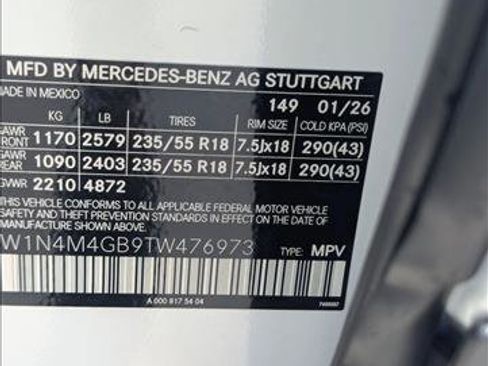 MFD BY MERCEDES-BENZ AG STUTTGART
MADE IN MEXICO 149 01/26
KG LB TIRES RIM SIZE COLD KPA (PSI)
GAWR FRONT 1170 2579 235/55 R18 7.5Jx18 290(43)
GAWR REAR 1090 2403 235/55 R18 7.5Jx18 290(43)
GVWR 2210 4872
THIS VEHICLE CONFORMS TO ALL APPLICABLE
FEDERAL MOTOR VEHICLE
SAFETY STANDARDS IN EFFECT ON THE DATE OF
MANUFACTURE SHOWN ABOVE.
W1N4M4GB9TW476973 TYPE: MPV
A 000 817 54 04